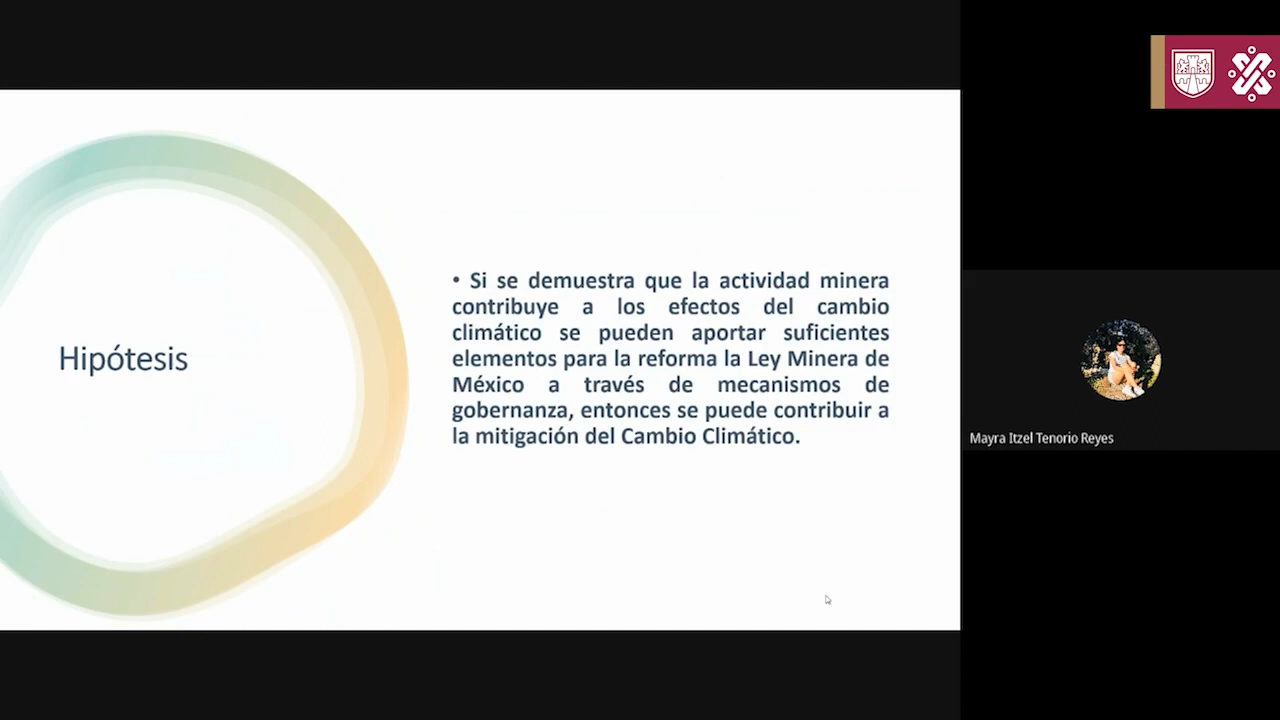 Hipótesis
• Si se demuestra que la actividad minera
contribuye a los efectos del cambio
climático se pueden aportar suficientes
elementos para la reforma la Ley Minera de
México a través de mecanismos de
gobernanza, entonces se puede contribuir a
la mitigación del Cambio Climático.
Mayra Itzel Tenorio Reyes